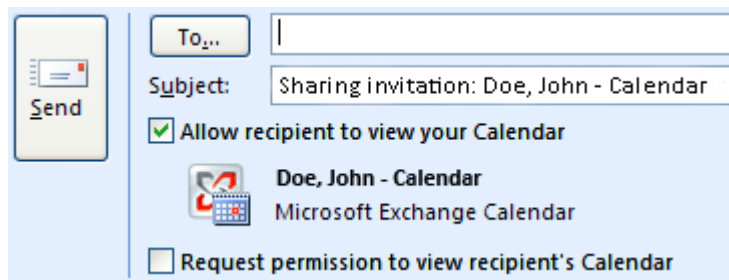 To...
Send
Subject: Sharing invitation: Doe, John - Calendar
Allow recipient to view your Calendar
Doe, John - Calendar
Microsoft Exchange Calendar
Request permission to view recipient's Calendar